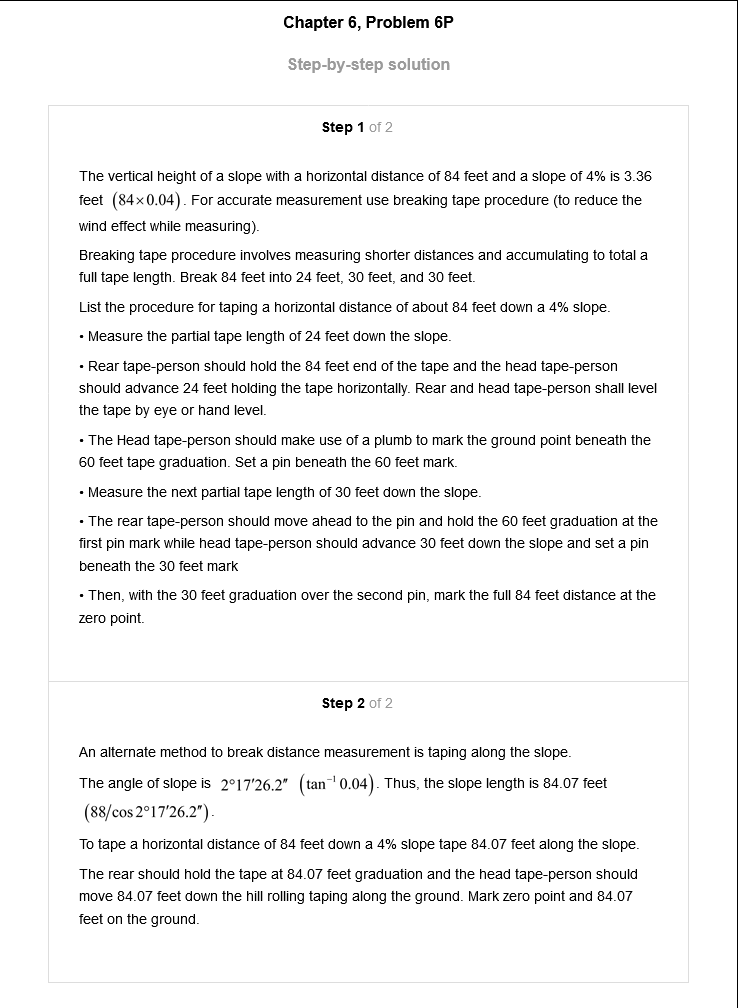 Chapter 6, Problem 6P
Step-by-step solution
Step 1 of 2
The vertical height of a slope with a horizontal distance of 84 feet and a slope of 4% is 3.36
feet (84×0.04). For accurate measurement use breaking tape procedure (to reduce the
wind effect while measuring).
Breaking tape procedure involves measuring shorter distances and accumulating to total a
full tape length. Break 84 feet into 24 feet, 30 feet, and 30 feet.
List the procedure for taping a horizontal distance of about 84 feet down a 4% slope.
• Measure the partial tape length of 24 feet down the slope.
• Rear tape-person should hold the 84 feet end of the tape and the head tape-person
should advance 24 feet holding the tape horizontally. Rear and head tape-person shall level
the tape by eye or hand level.
• The Head tape-person should make use of a plumb to mark the ground point beneath the
60 feet tape graduation. Set a pin beneath the 60 feet mark.
• Measure the next partial tape length of 30 feet down the slope.
• The rear tape-person should move ahead to the pin and hold the 60 feet graduation at the
first pin mark while head tape-person should advance 30 feet down the slope and set a pin
beneath the 30 feet mark
• Then, with the 30 feet graduation over the second pin, mark the full 84 feet distance at the
zero point.
Step 2 of 2
An alternate method to break distance measurement is taping along the slope.
The angle of slope is 2°17′26.2″ (tan⁻¹ 0.04). Thus, the slope length is 84.07 feet
(88/cos 2°17′26.2″).
To tape a horizontal distance of 84 feet down a 4% slope tape 84.07 feet along the slope.
The rear should hold the tape at 84.07 feet graduation and the head tape-person should
move 84.07 feet down the hill rolling taping along the ground. Mark zero point and 84.07
feet on the ground.